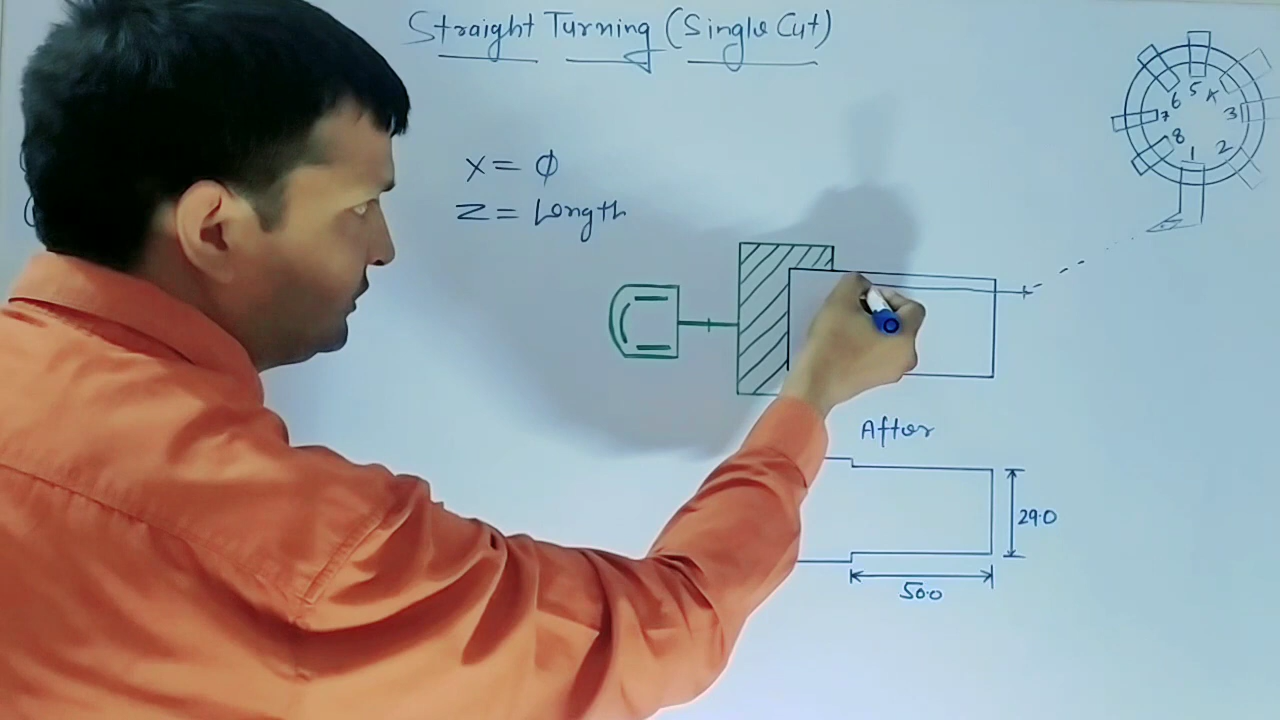 Straight Turning (Single Cut)
X = ϕ
Z = Length
1 2 3 4 5 6 7 8
After
29.0
50.0